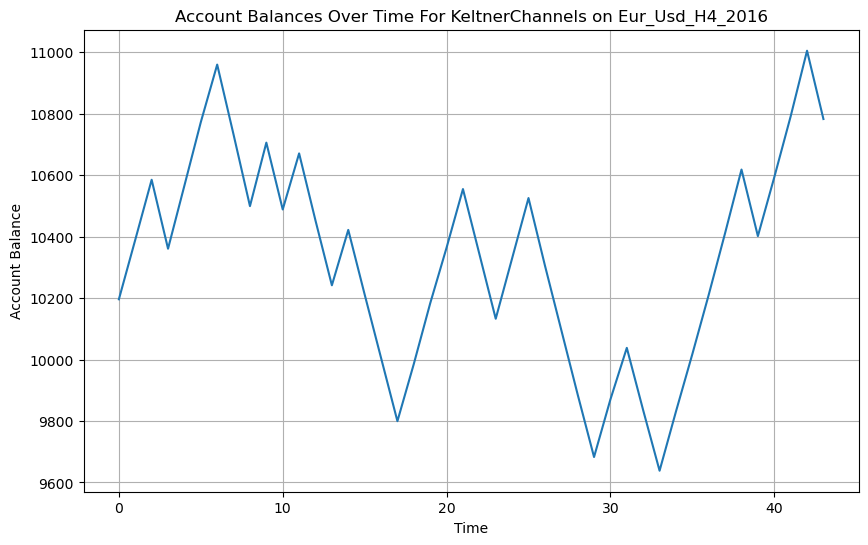 Account Balances Over Time For KeltnerChannels on Eur_Usd_H4_2016
11000
10800
10600
10400
10200
10000
9800
9600
Account Balance
0 10 20 30 40
Time